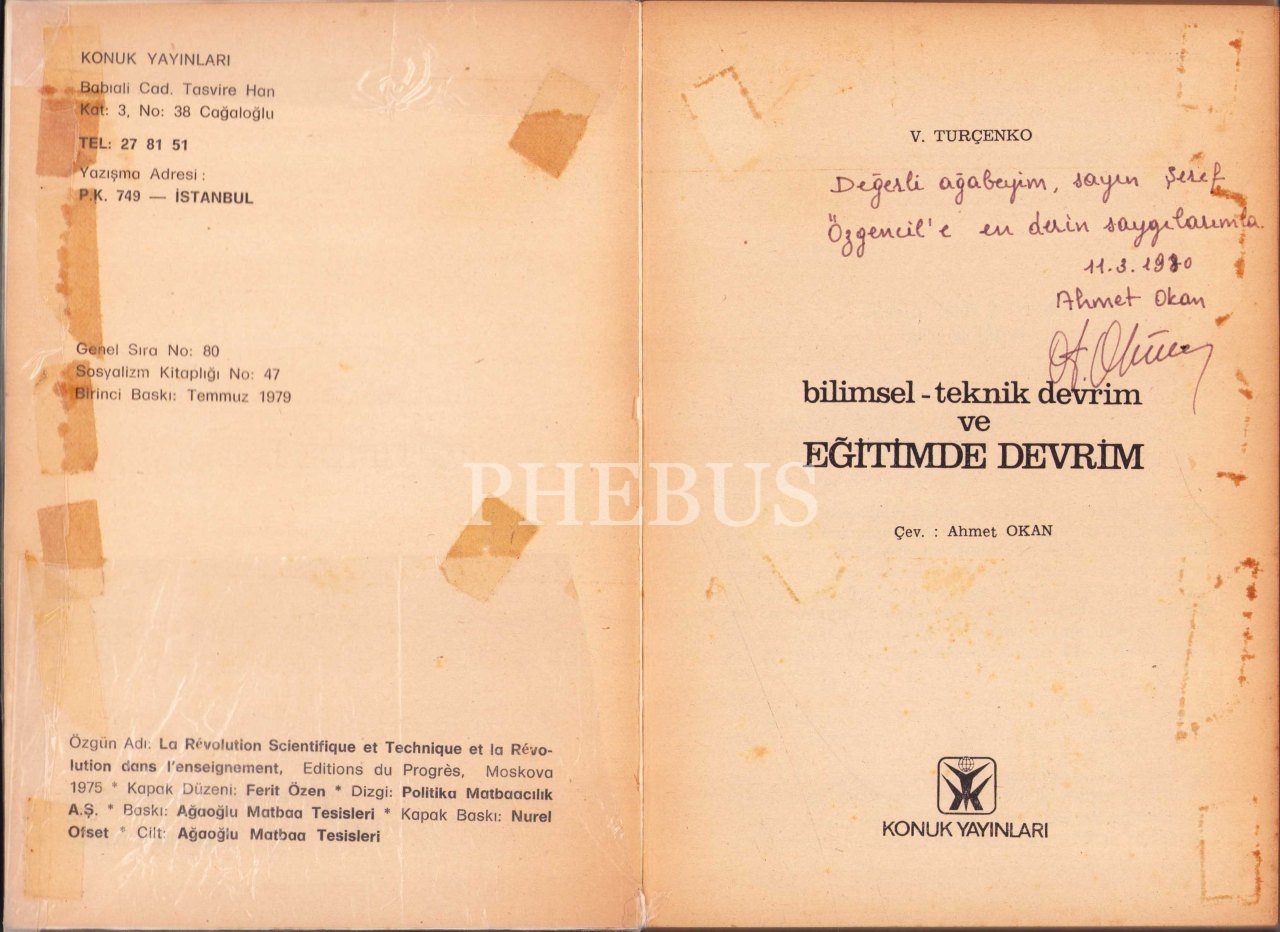 KONUK YAYINLARI
Babıali Cad. Tasvire Han
Kat: 3, No: 38 Cağaloğlu
TEL: 27 81 51
Yazışma Adresi :
P.K. 749 — İSTANBUL
Genel Sıra No: 80
Sosyalizm Kitaplığı No: 47
Birinci Baskı: Temmuz 1979
Özgün Adı: La Révolution Scientifique et Technique et la Révo-
lution dans l'enseignement, Editions du Progrès, Moskova
1975 * Kapak Düzeni: Ferit Özen * Dizgi: Politika Matbaacılık
A.Ş. * Baskı: Ağaoğlu Matbaa Tesisleri * Kapak Baskı: Nurel
Ofset * Cilt: Ağaoğlu Matbaa Tesisleri
PHEBUS
V. TURÇENKO
Değerli ağabeyim, sayın Şeref
Özgencil'e en derin saygılarımla.
11.3.1980
Ahmet Okan
bilimsel - teknik devrim
ve
EĞİTİMDE DEVRİM
Çev. : Ahmet OKAN
KONUK YAYINLARI